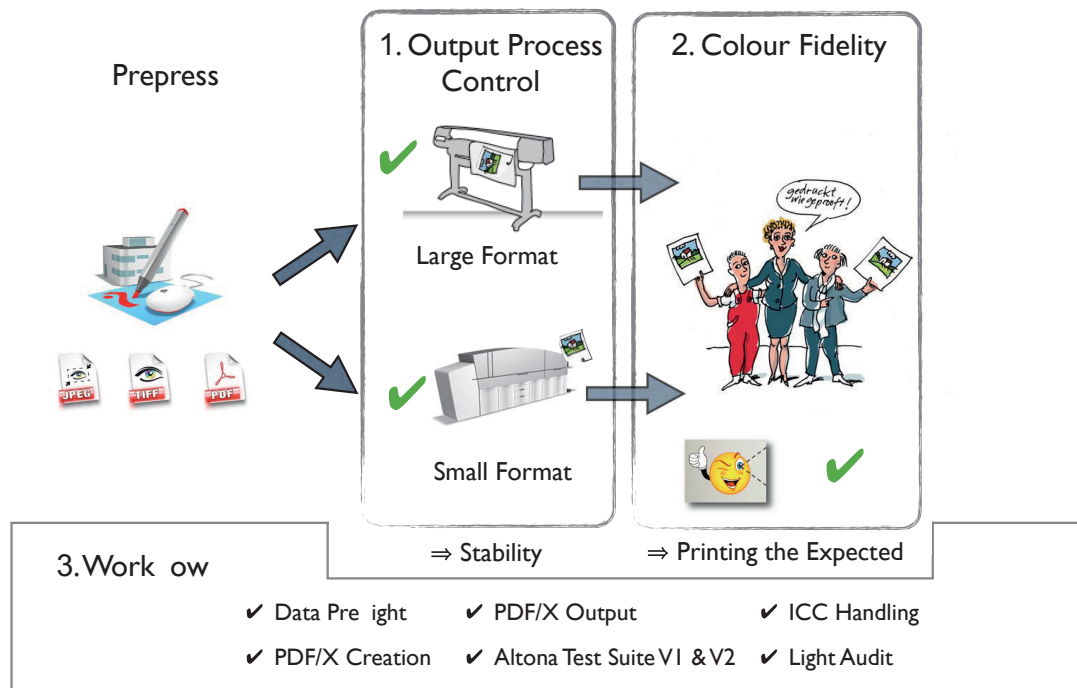 Prepress
1. Output Process
Control
2. Colour Fidelity
gedruckt
wie geprooft!
Large Format
JPEG
TIFF
PDF
Small Format
⇒ Stability
⇒ Printing the Expected
3. Work ow
✔ Data Pre ight
✔ PDF/X Output
✔ ICC Handling
✔ PDF/X Creation
✔ Altona Test Suite V1 & V2
✔ Light Audit